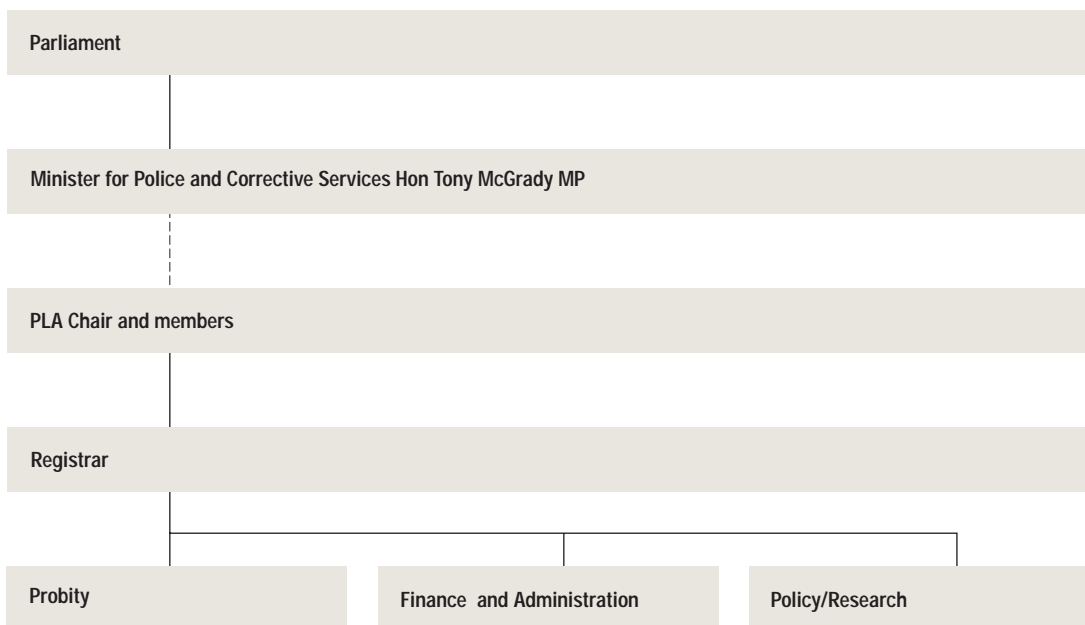 Parliament
Minister for Police and Corrective Services Hon Tony McGrady MP
PLA Chair and members
Registrar
Probity
Finance and Administration
Policy/Research